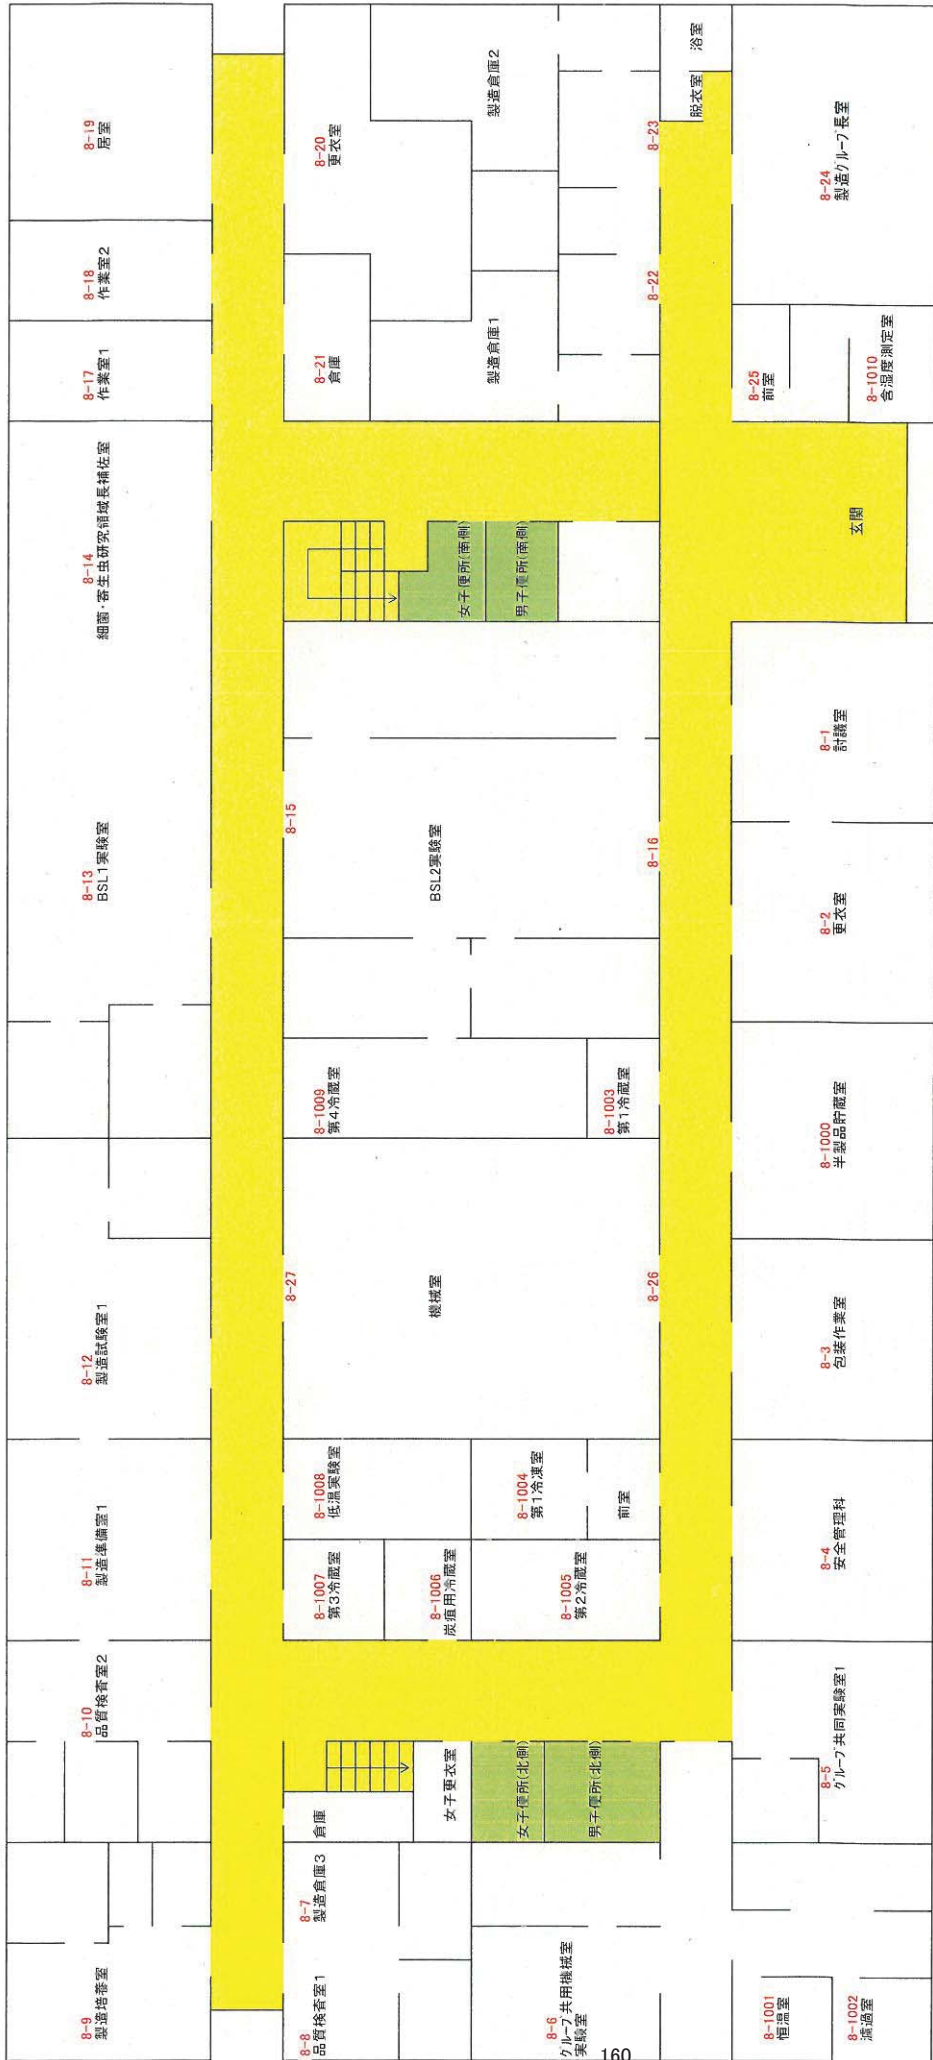 8-9
製造培養室
8-10
品質検査室2
8-11
製造準備室1
8-12
製造試験室1
8-13
BSL1実験室
8-14
細菌・寄生虫研究領域長補佐室
8-17
作業室1
8-18
作業室2
8-19
居室
8-8
品質検査室1
8-7
製造倉庫3
倉庫
女子更衣室
女子便所(北側)
男子便所(北側)
8-6
グループ共用機械室
実験室
8-1007
第3冷蔵室
8-1006
炭疽用冷蔵室
8-1005
第2冷蔵室
8-1008
低温実験室
8-1004
第1冷凍室
前室
8-27
機械室
8-26
8-1009
第4冷蔵室
8-1003
第1冷蔵室
8-15
BSL2実験室
8-16
女子便所(南側)
男子便所(南側)
8-21
倉庫
8-20
更衣室
製造倉庫1
製造倉庫2
8-22
8-23
脱衣室
浴室
8-1001
恒温室
8-1002
濾過室
8-5
グループ共同実験室1
8-4
安全管理科
8-3
包装作業室
8-1000
半製品貯蔵室
8-2
更衣室
8-1
討議室
玄関
8-25
前室
8-1010
含湿度測定室
8-24
製造グループ長室
160